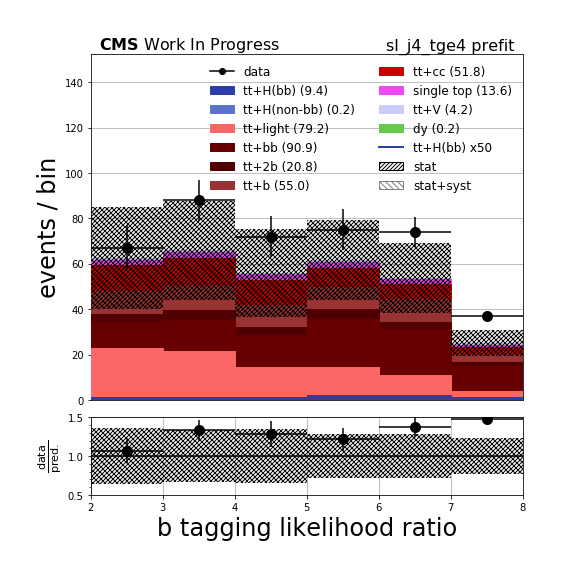 CMS Work In Progress
sl_j4_tge4 prefit
data
tt+H(bb) (9.4)
tt+H(non-bb) (0.2)
tt+light (79.2)
tt+bb (90.9)
tt+2b (20.8)
tt+b (55.0)
tt+cc (51.8)
single top (13.6)
tt+V (4.2)
dy (0.2)
tt+H(bb) x50
stat
stat+syst
events / bin
140
120
100
80
60
40
20
0
data
pred.
1.5
1.0
0.5
2 3 4 5 6 7 8
b tagging likelihood ratio